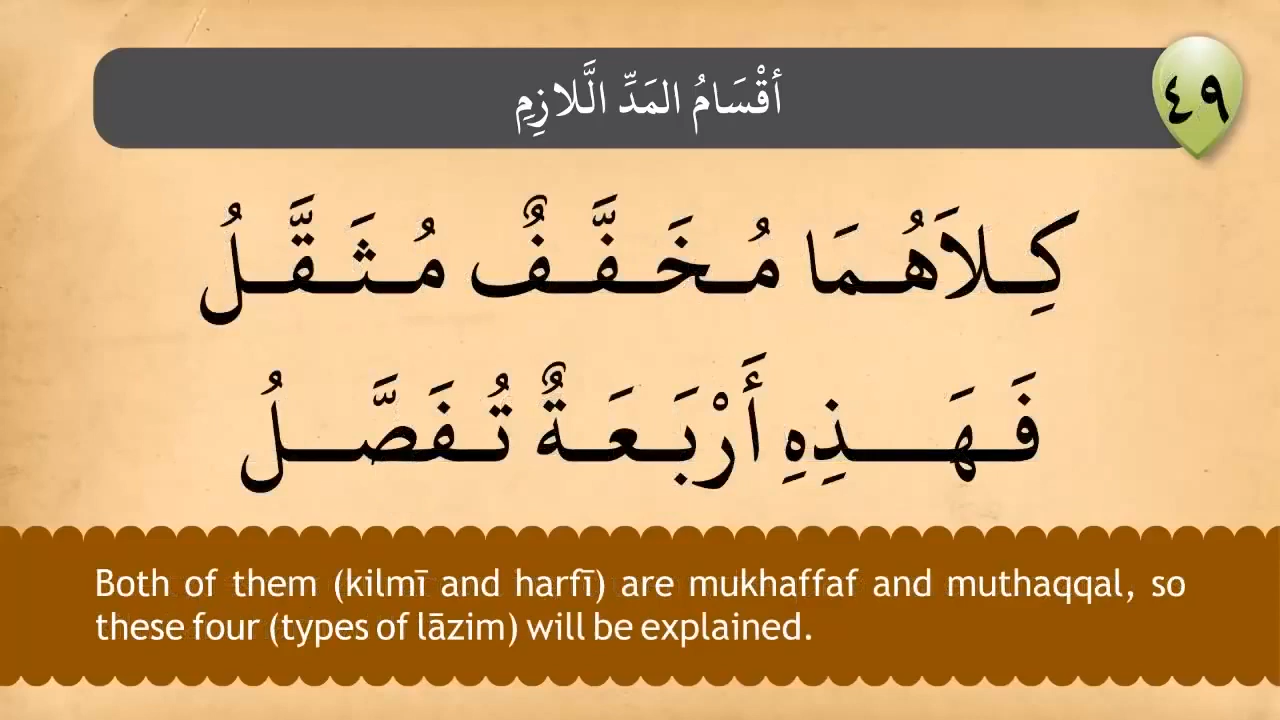 أقْسَامُ المَدِّ الَّلازِمِ
٤٩
كِلاَهُمَا مُخَفَّفٌ مُثَقَّلُ
فَهَذِهِ أَرْبَعَةٌ تُفَصَّلُ
Both of them (kilmī and harfī) are mukhaffaf and muthaqqal, so
these four (types of lāzim) will be explained.